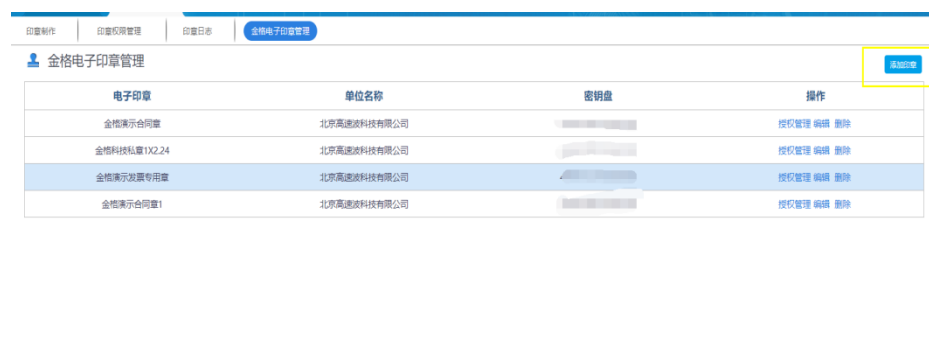 印章制作 印章权限管理 印章日志 金格电子印章管理
金格电子印章管理
添加印章
电子印章 单位名称 密钥盘 操作
金格演示合同章 北京高速波科技有限公司 授权管理 编辑 删除
金格科技私章1X2.24 北京高速波科技有限公司 授权管理 编辑 删除
金格演示发票专用章 北京高速波科技有限公司 授权管理 编辑 删除
金格演示合同章1 北京高速波科技有限公司 授权管理 编辑 删除